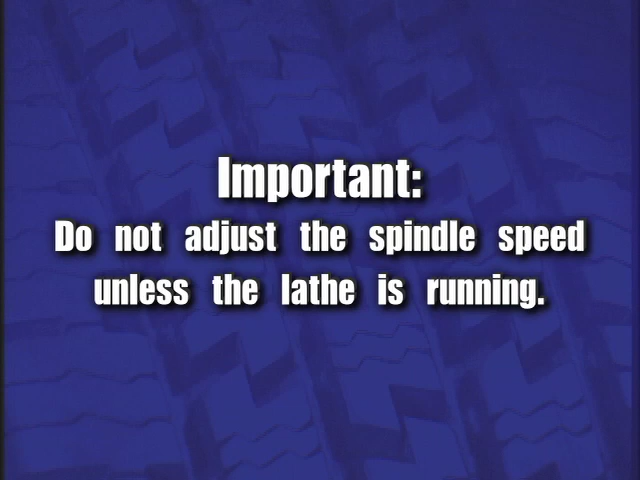 Important:
Do not adjust the spindle speed
unless the lathe is running.